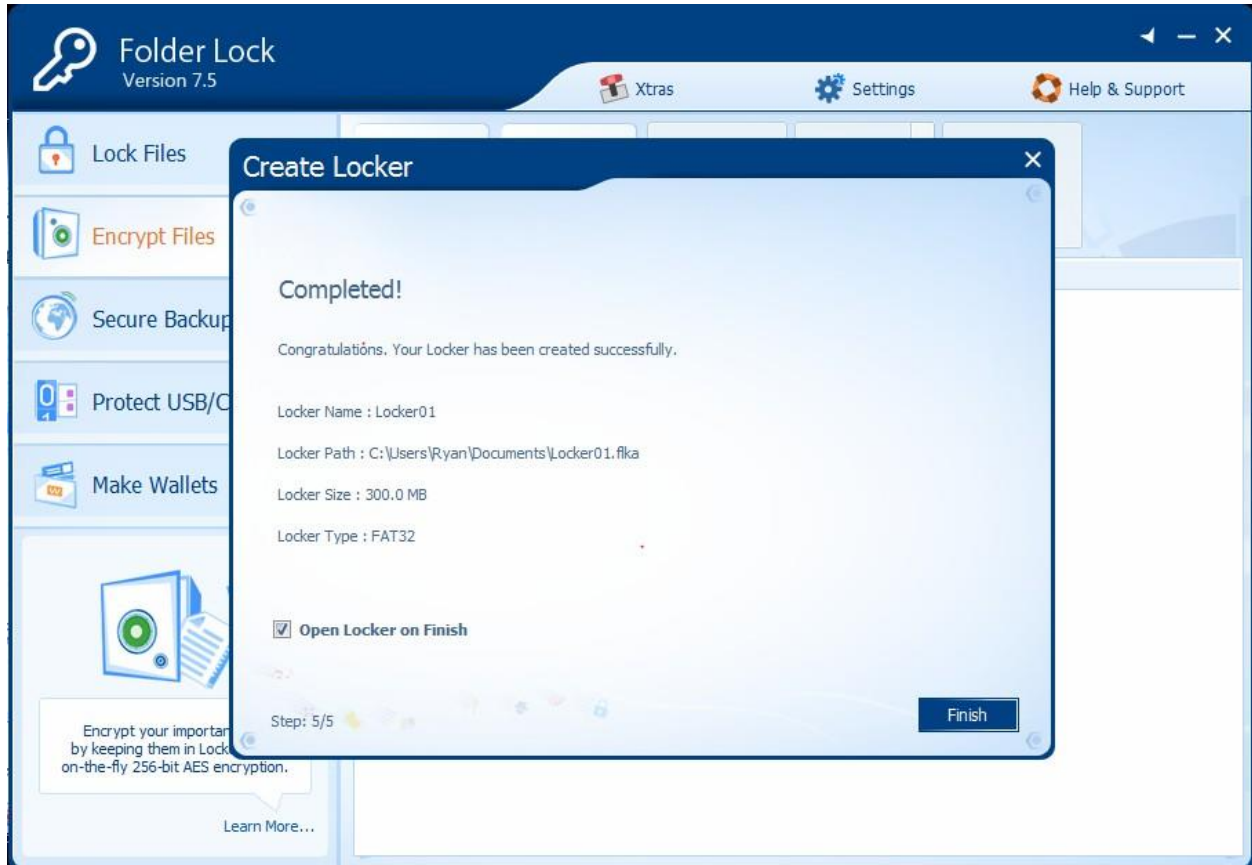 Folder Lock
Version 7.5
Xtras
Settings
Help & Support
Lock Files
Encrypt Files
Secure Backup
Protect USB/C
Make Wallets
Create Locker
Completed!
Congratulations. Your Locker has been created successfully.
Locker Name : Locker01
Locker Path : C:\Users\Ryan\Documents\Locker01.flka
Locker Size : 300.0 MB
Locker Type : FAT32
Open Locker on Finish
Step: 5/5
Finish
Encrypt your importan
by keeping them in Lock
on-the-fly 256-bit AES encryption.
Learn More...